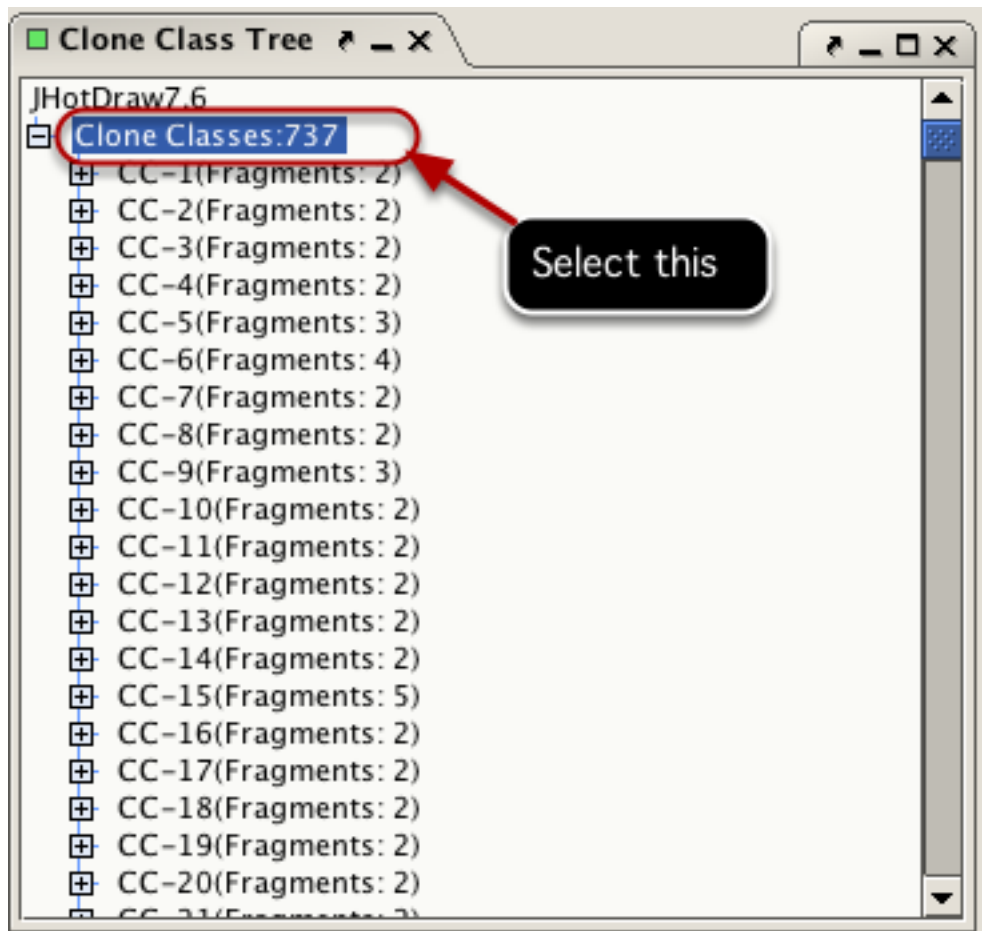 Clone Class Tree
JHotDraw7.6
Clone Classes:737
CC-1(Fragments: 2)
CC-2(Fragments: 2)
CC-3(Fragments: 2)
Select this
CC-4(Fragments: 2)
CC-5(Fragments: 3)
CC-6(Fragments: 4)
CC-7(Fragments: 2)
CC-8(Fragments: 2)
CC-9(Fragments: 3)
CC-10(Fragments: 2)
CC-11(Fragments: 2)
CC-12(Fragments: 2)
CC-13(Fragments: 2)
CC-14(Fragments: 2)
CC-15(Fragments: 5)
CC-16(Fragments: 2)
CC-17(Fragments: 2)
CC-18(Fragments: 2)
CC-19(Fragments: 2)
CC-20(Fragments: 2)